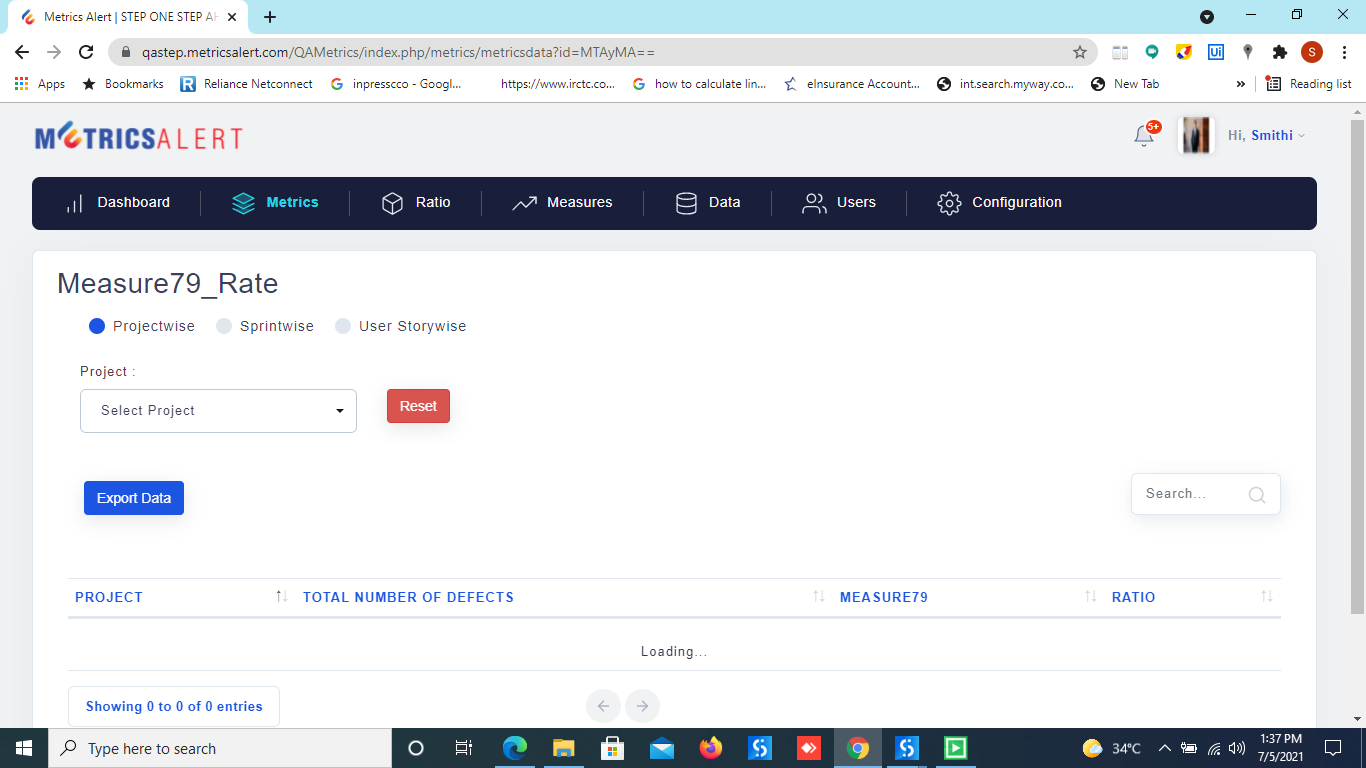 Metrics Alert | STEP ONE STEP AH
qastep.metricsalert.com/QAMetrics/index.php/metrics/metricsdata?id=MTAyMA==
Ui
S
Apps Bookmarks R Reliance Netconnect inpresscco - Googl... https://www.irctc.co... how to calculate lin... eInsurance Account... int.search.myway.co... New Tab » Reading list
METRICSALERT
5+
Hi, Smithi
Dashboard Metrics Ratio Measures Data Users Configuration
Measure79_Rate
Projectwise Sprintwise User Storywise
Project :
Select Project
Reset
Export Data
Search...
PROJECT TOTAL NUMBER OF DEFECTS MEASURE79 RATIO
Loading...
Showing 0 to 0 of 0 entries
Type here to search
34°C
1:37 PM
7/5/2021